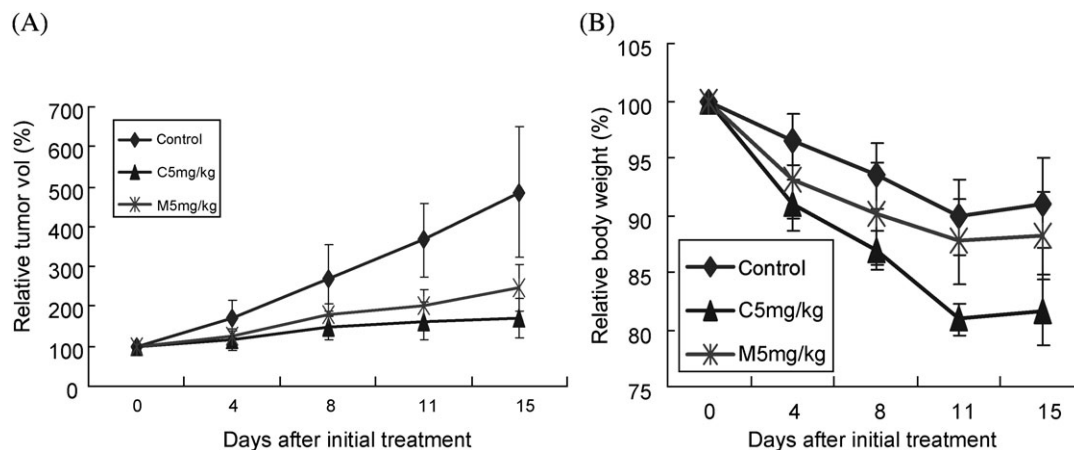 (A)
Relative tumor vol (%)
700
600
500
400
300
200
100
0
Control
C5mg/kg
M5mg/kg
0 4 8 11 15
Days after initial treatment
(B)
Relative body weight (%)
105
100
95
90
85
80
75
Control
C5mg/kg
M5mg/kg
0 4 8 11 15
Days after initial treatment